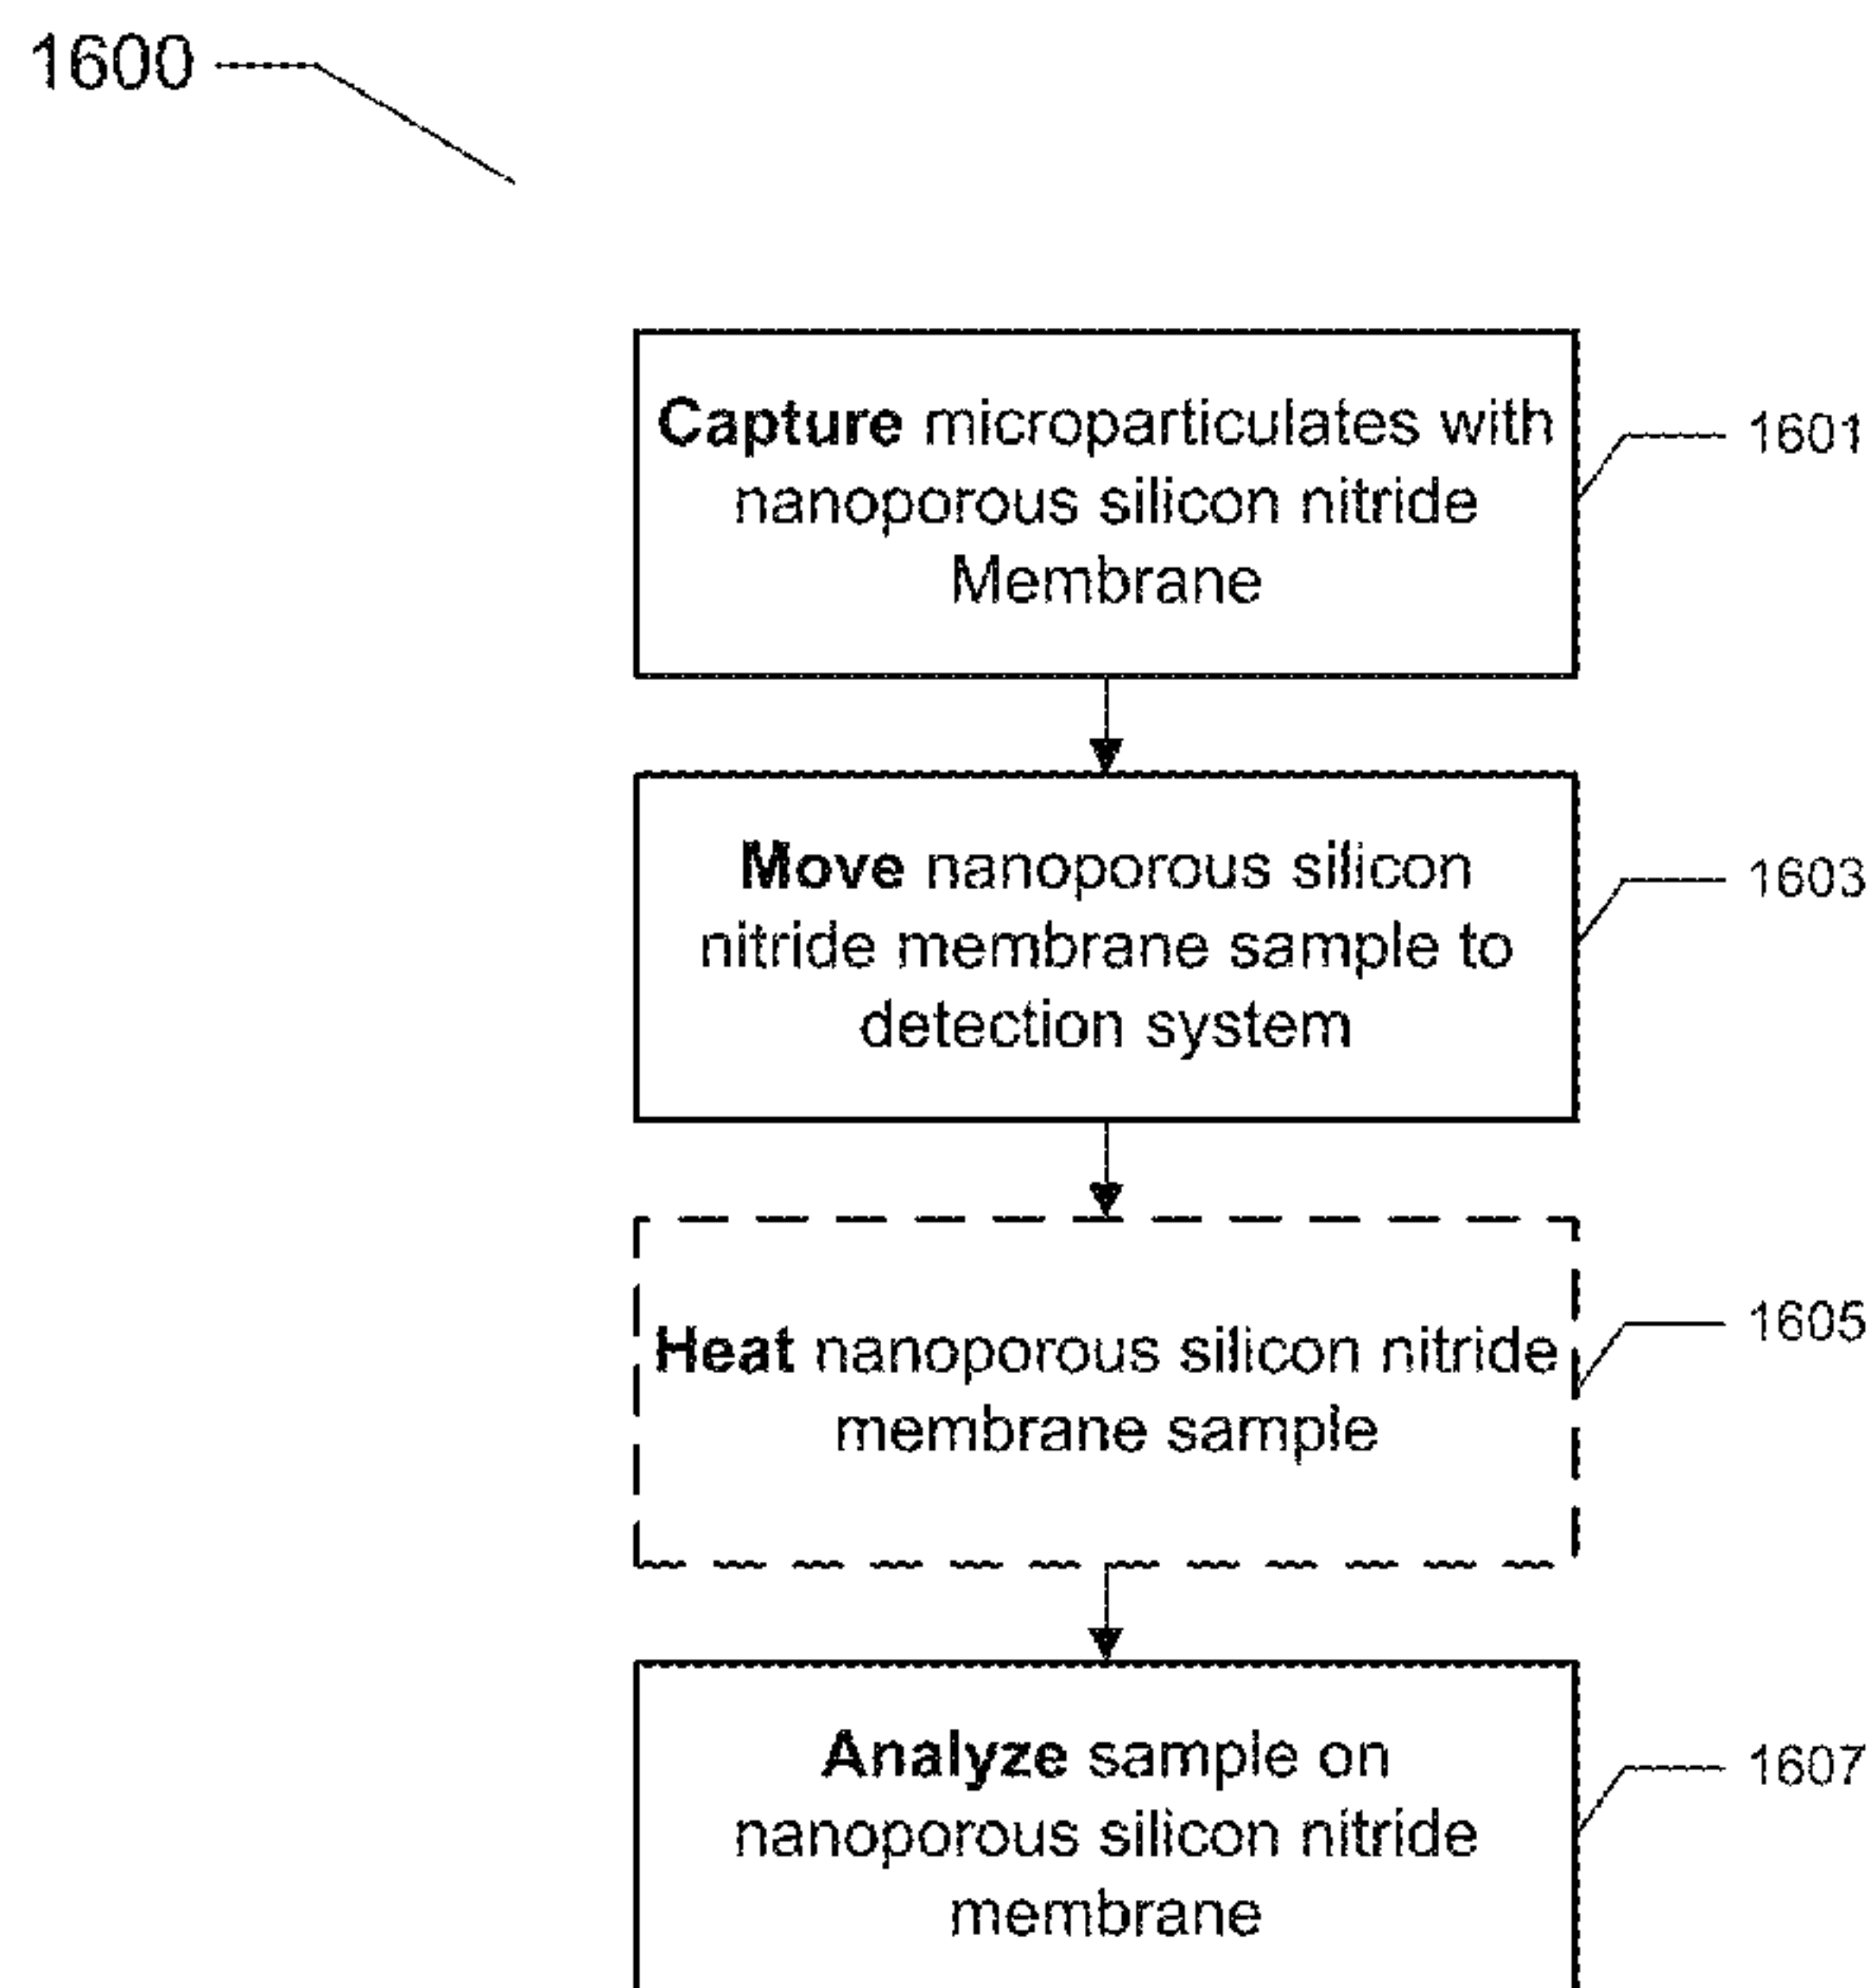 1600
Capture microparticulates with
nanoporous silicon nitride
Membrane
1601
Move nanoporous silicon
nitride membrane sample to
detection system
1603
Heat nanoporous silicon nitride
membrane sample
1605
Analyze sample on
nanoporous silicon nitride
membrane
1607